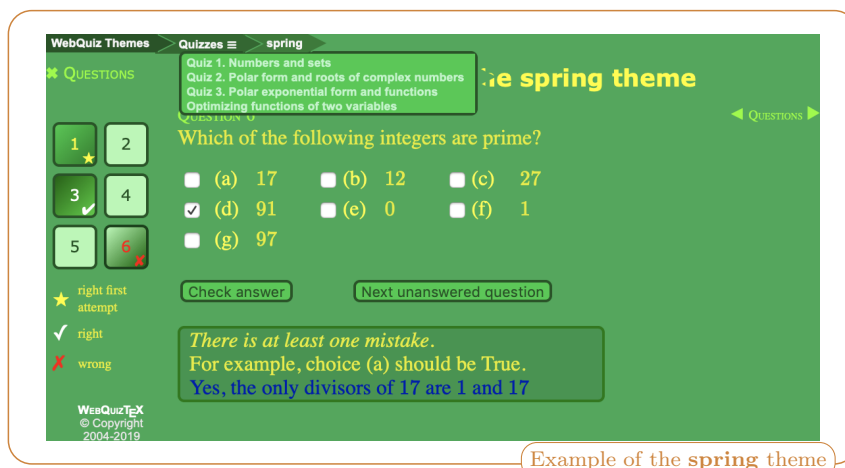 WebQuiz Themes Quizzes ≡ spring
Quiz 1. Numbers and sets
Quiz 2. Polar form and roots of complex numbers
Quiz 3. Polar exponential form and functions
Optimizing functions of two variables
spring theme
✖ QUESTIONS
◀ QUESTIONS ▶
Which of the following integers are prime?
(a) 17 (b) 12 (c) 27
(d) 91 (e) 0 (f) 1
(g) 97
1 2
3 4
5 6
Check answer Next unanswered question
★ right first
attempt
✓ right
✗ wrong
There is at least one mistake.
For example, choice (a) should be True.
Yes, the only divisors of 17 are 1 and 17
WEBQUIZTEX
© Copyright
2004-2019
Example of the spring theme